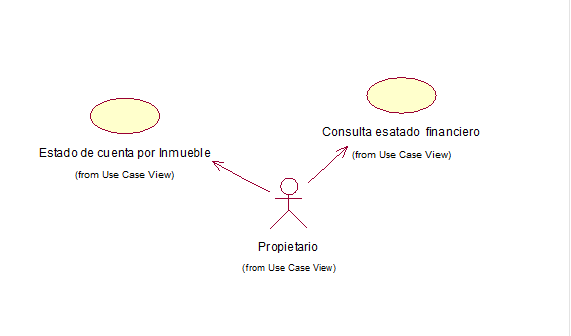 Consulta esatado financiero
(from Use Case View)
Estado de cuenta por Inmueble
(from Use Case View)
Propietario
(from Use Case View)